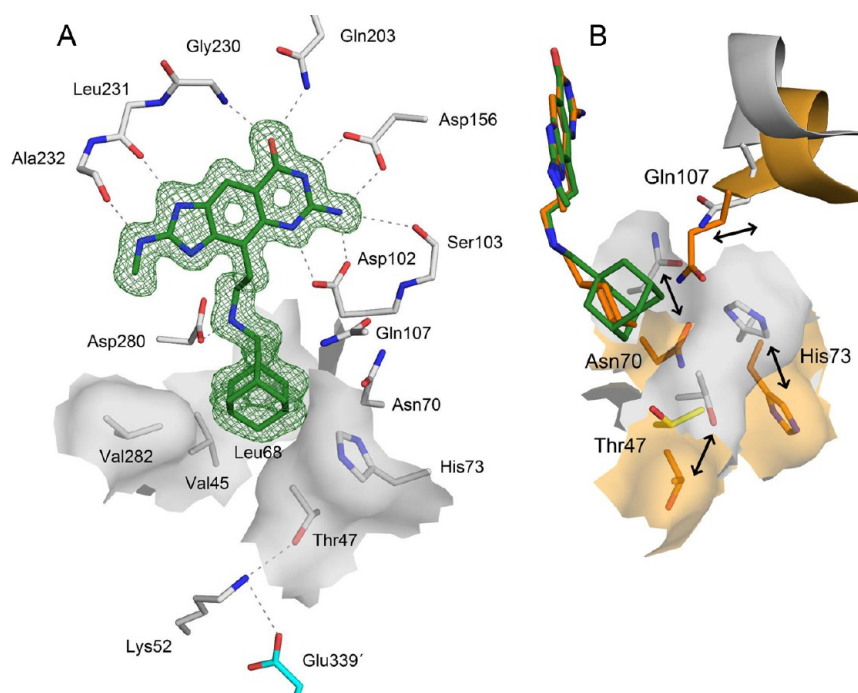 A
Gly230
Gln203
Leu231
Asp156
Ala232
Ser103
Asp102
Asp280
Gln107
Asn70
Val282
Leu68
Val45
His73
Thr47
Lys52
Glu339´
B
Gln107
Asn70
His73
Thr47